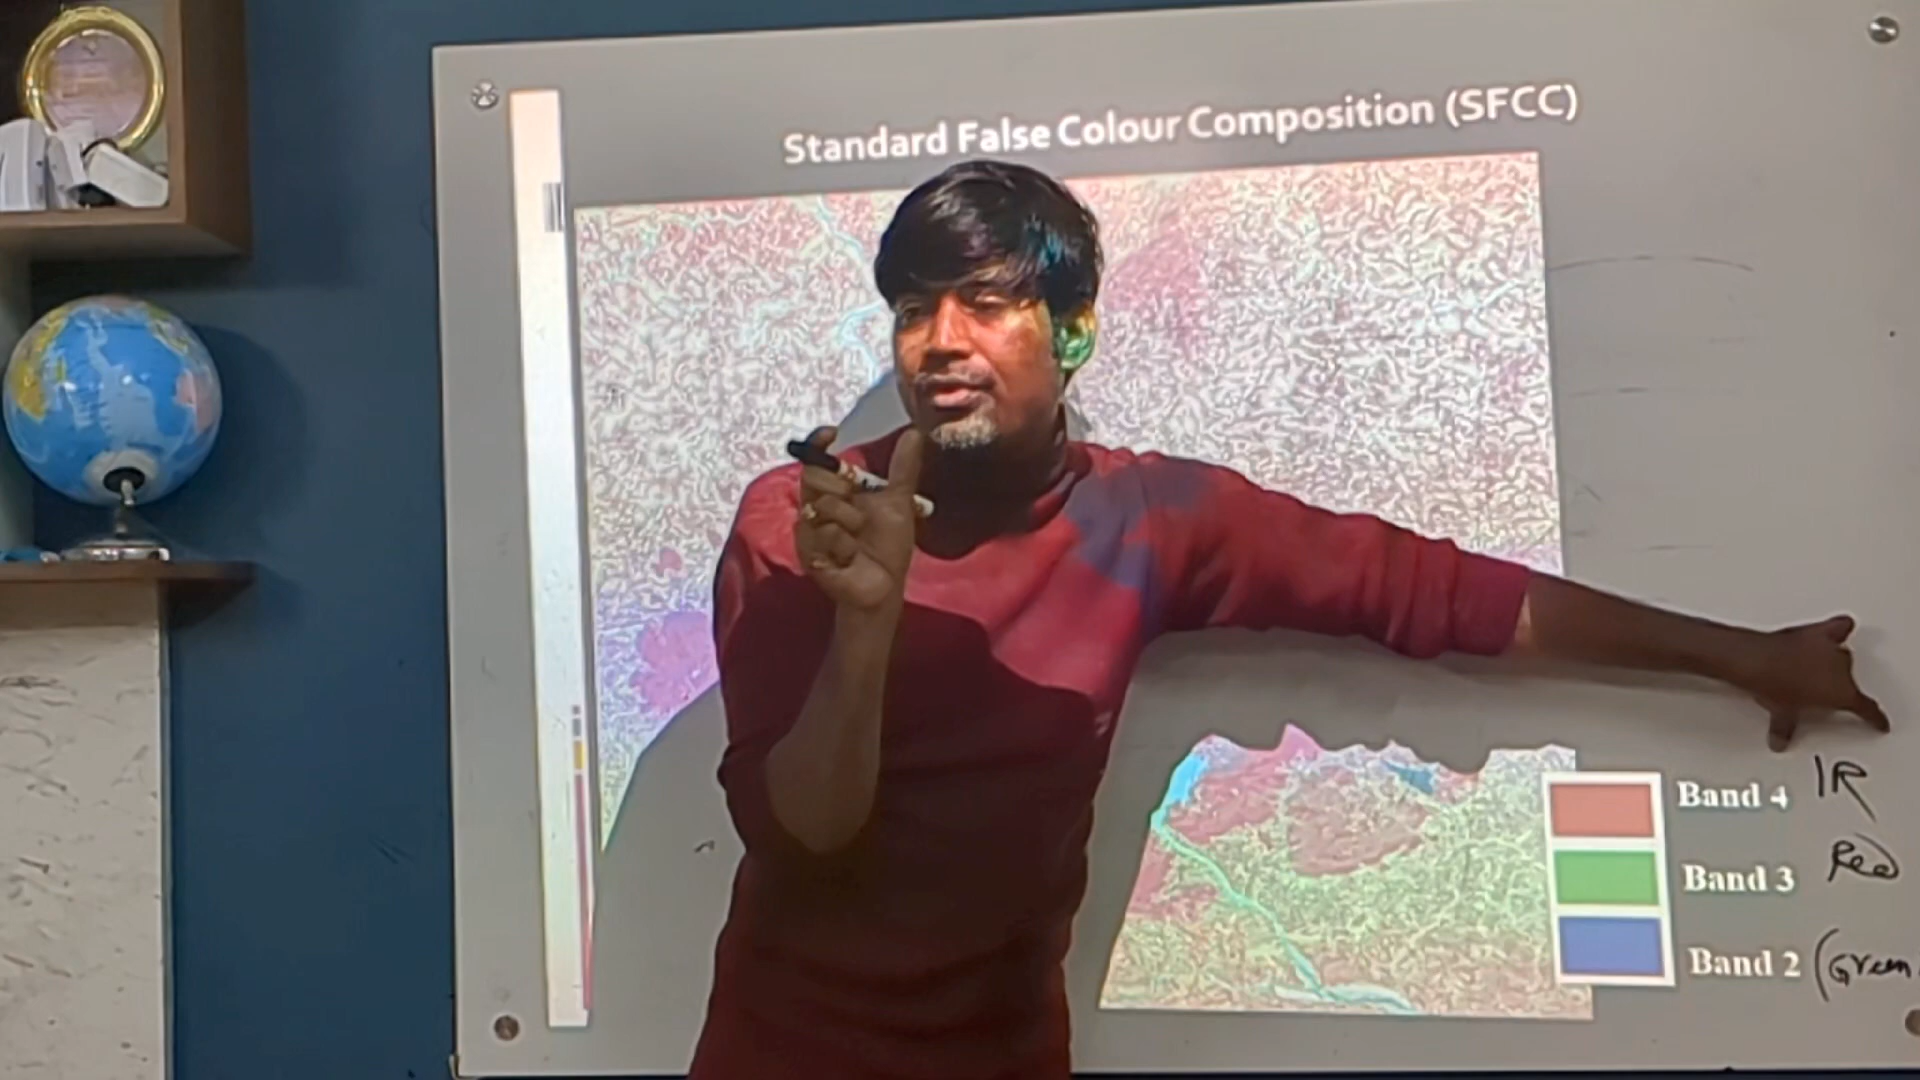 Standard False Colour Composition (SFCC)
Band 4 IR
Band 3 Red
Band 2 (Green